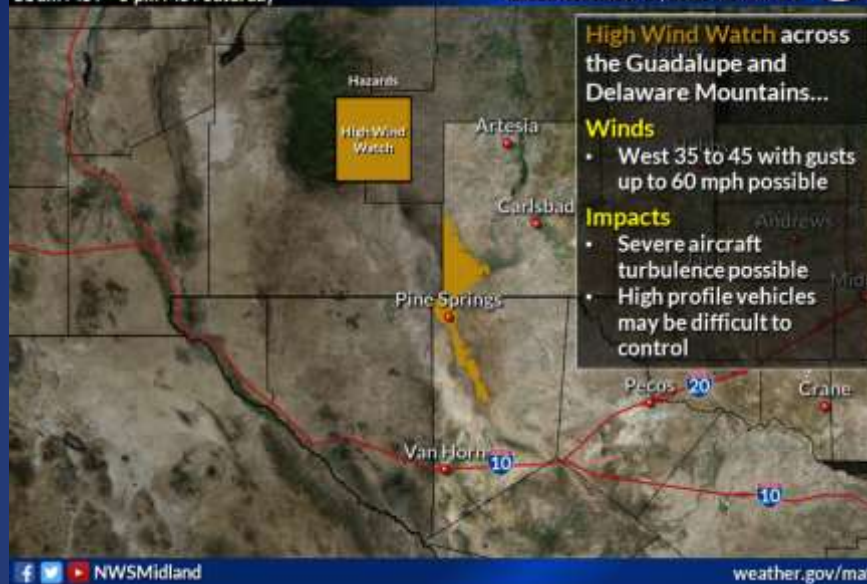 High Wind Watch across
the Guadalupe and
Delaware Mountains...
Winds
• West 35 to 45 with gusts
up to 60 mph possible
Impacts
• Severe aircraft
turbulence possible
• High profile vehicles
may be difficult to
control
Hazards
High Wind
Watch
Artesia
Carlsbad
Andrews
Pine Springs
Pecos
20
Crane
Van Horn
10
10
NWSMidland